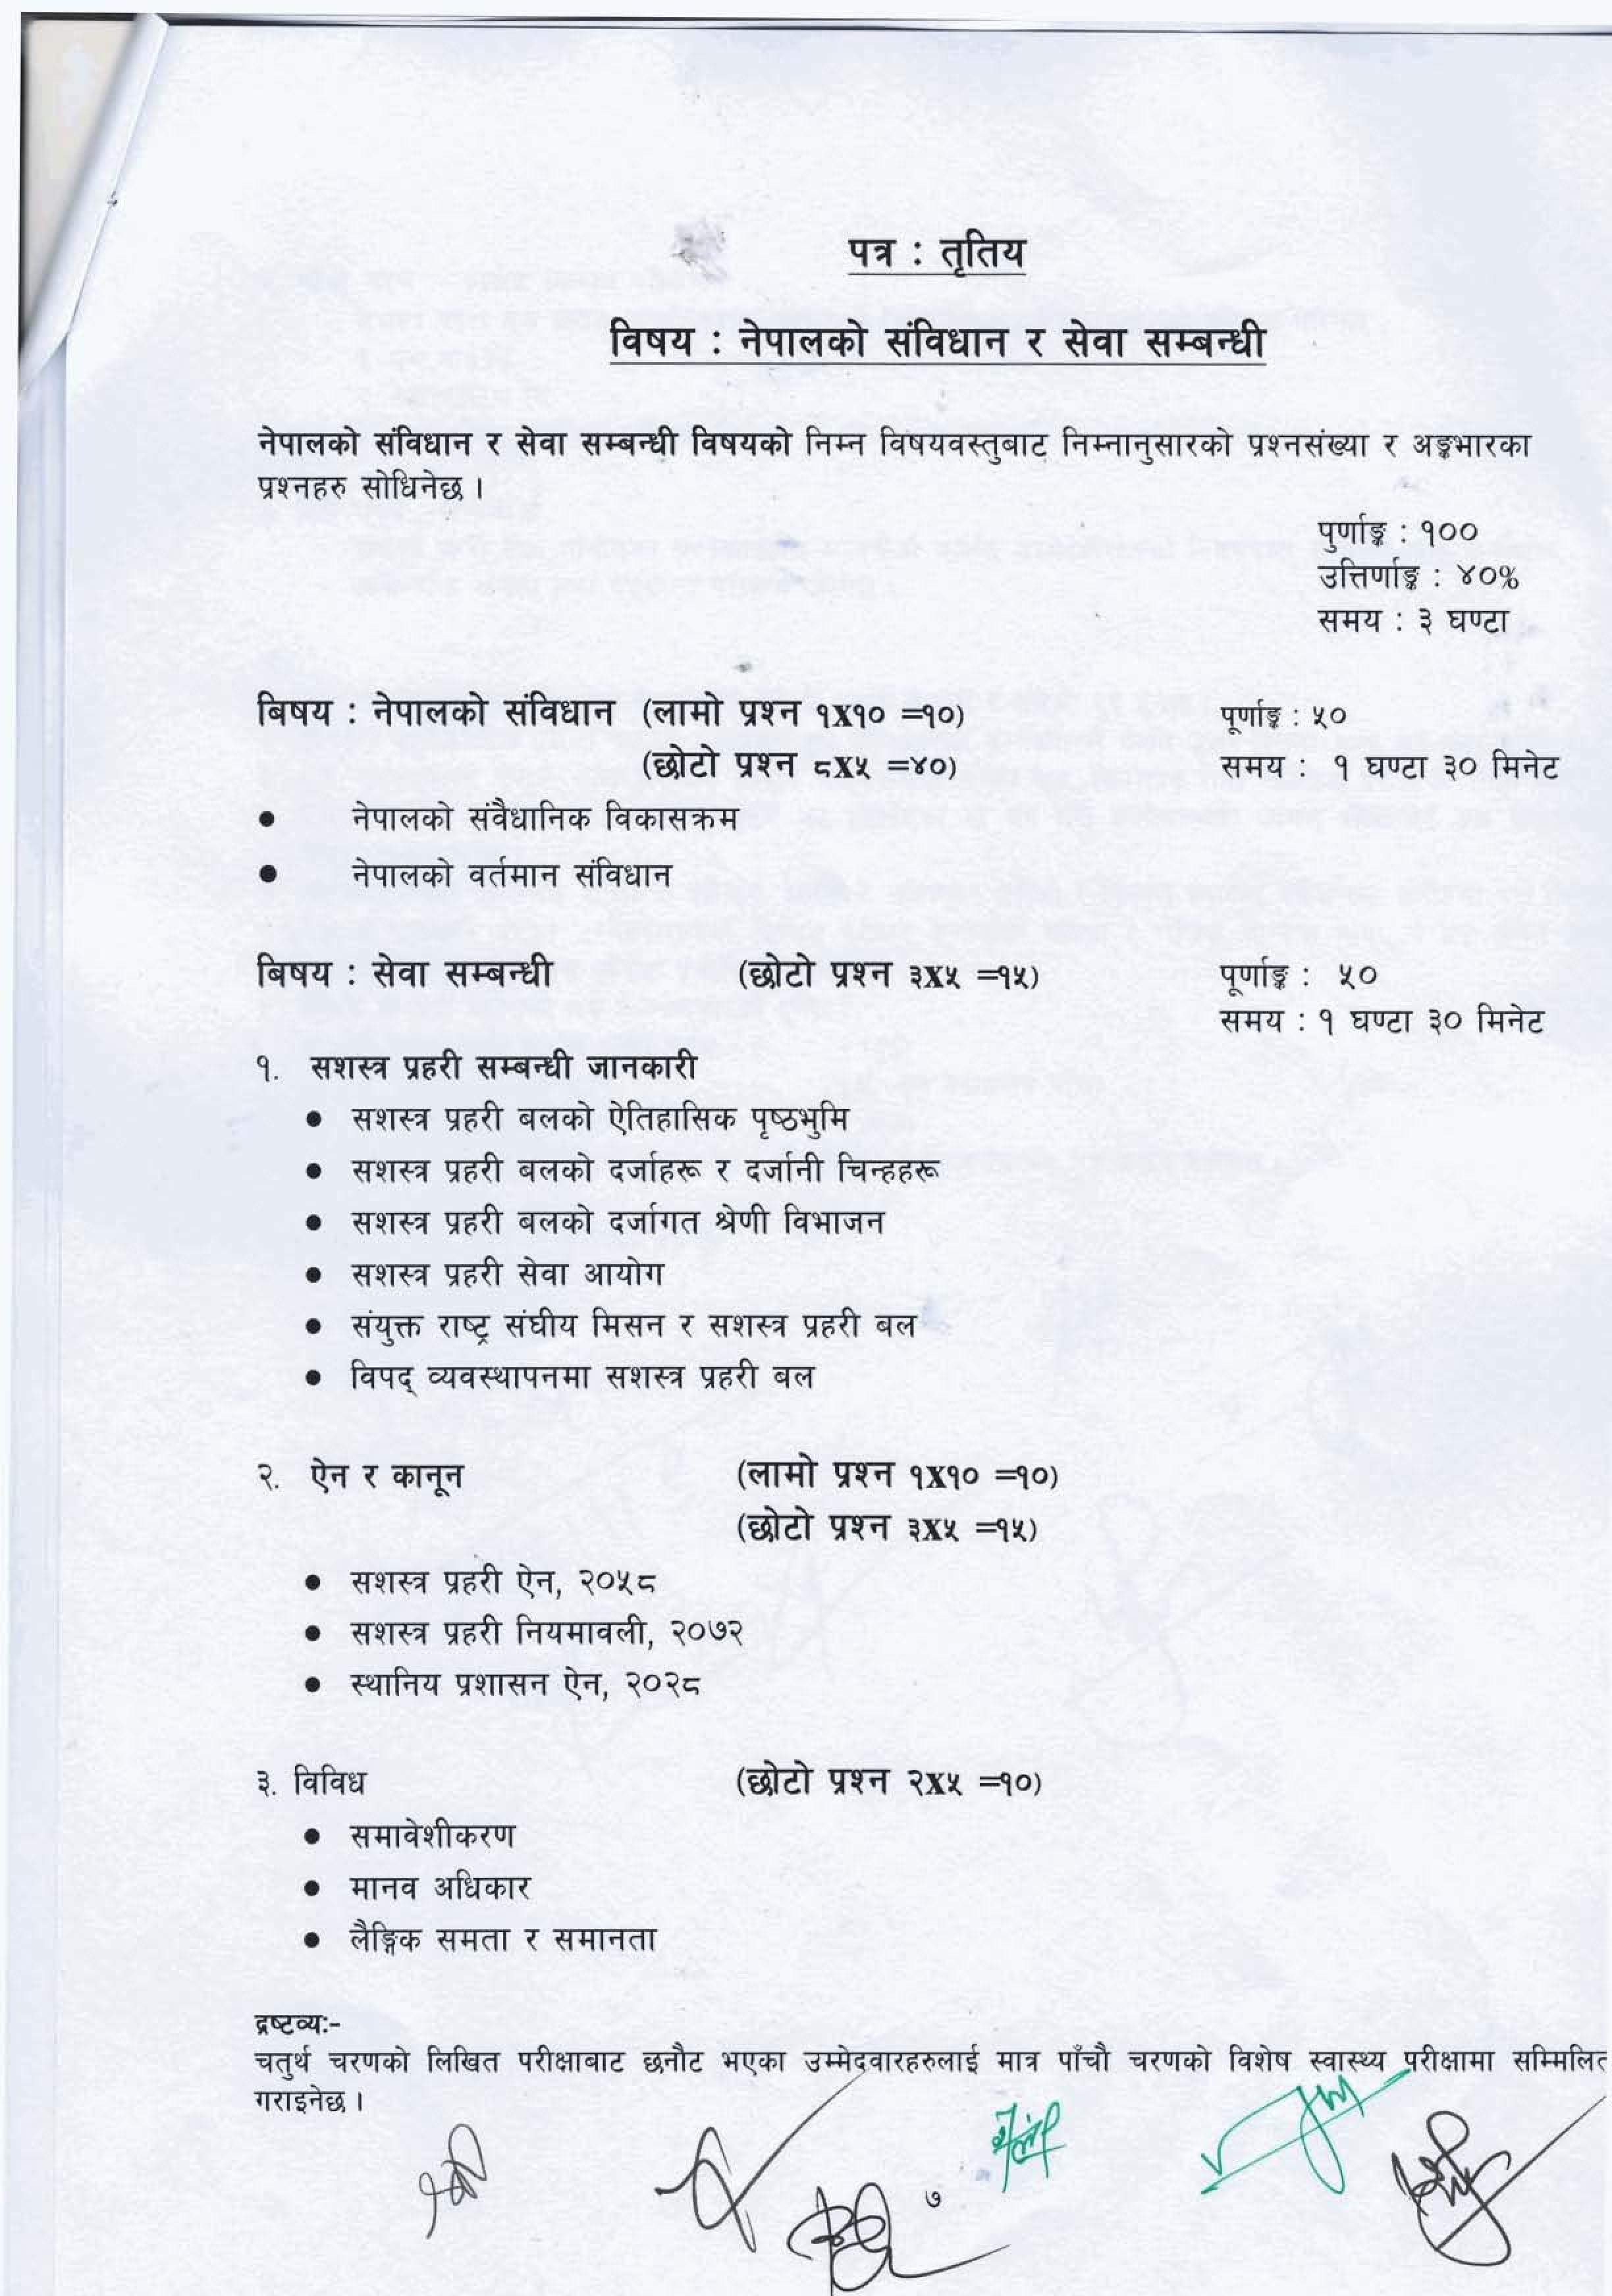 पत्र : तृतिय
विषय : नेपालको संविधान र सेवा सम्बन्धी
नेपालको संविधान र सेवा सम्बन्धी विषयको निम्न विषयवस्तुबाट निम्नानुसारको प्रश्नसंख्या र अङ्कभारका
प्रश्नहरु सोधिनेछ ।
पुर्णाङ्क : १००
उत्तिर्णाङ्क : ४०%
समय : ३ घण्टा
बिषय : नेपालको संविधान (लामो प्रश्न १X१० =१०) पूर्णाङ्क : ५०
(छोटो प्रश्न ८X५ =४०) समय : १ घण्टा ३० मिनेट
● नेपालको संवैधानिक विकासक्रम
● नेपालको वर्तमान संविधान
बिषय : सेवा सम्बन्धी (छोटो प्रश्न ३X५ =१५) पूर्णाङ्क : ५०
समय : १ घण्टा ३० मिनेट
१. सशस्त्र प्रहरी सम्बन्धी जानकारी
● सशस्त्र प्रहरी बलको ऐतिहासिक पृष्ठभुमि
● सशस्त्र प्रहरी बलको दर्जाहरू र दर्जानी चिन्हहरू
● सशस्त्र प्रहरी बलको दर्जागत श्रेणी विभाजन
● सशस्त्र प्रहरी सेवा आयोग
● संयुक्त राष्ट्र संघीय मिसन र सशस्त्र प्रहरी बल
● विपद् व्यवस्थापनमा सशस्त्र प्रहरी बल
२. ऐन र कानून (लामो प्रश्न १X१० =१०)
(छोटो प्रश्न ३X५ =१५)
● सशस्त्र प्रहरी ऐन, २०५८
● सशस्त्र प्रहरी नियमावली, २०७२
● स्थानिय प्रशासन ऐन, २०२८
३. विविध (छोटो प्रश्न २X५ =१०)
● समावेशीकरण
● मानव अधिकार
● लैङ्गिक समता र समानता
द्रष्टव्य:-
चतुर्थ चरणको लिखित परीक्षाबाट छनौट भएका उम्मेदवारहरुलाई मात्र पाँचौ चरणको विशेष स्वास्थ्य परीक्षामा सम्मिलित
गराइनेछ ।
७